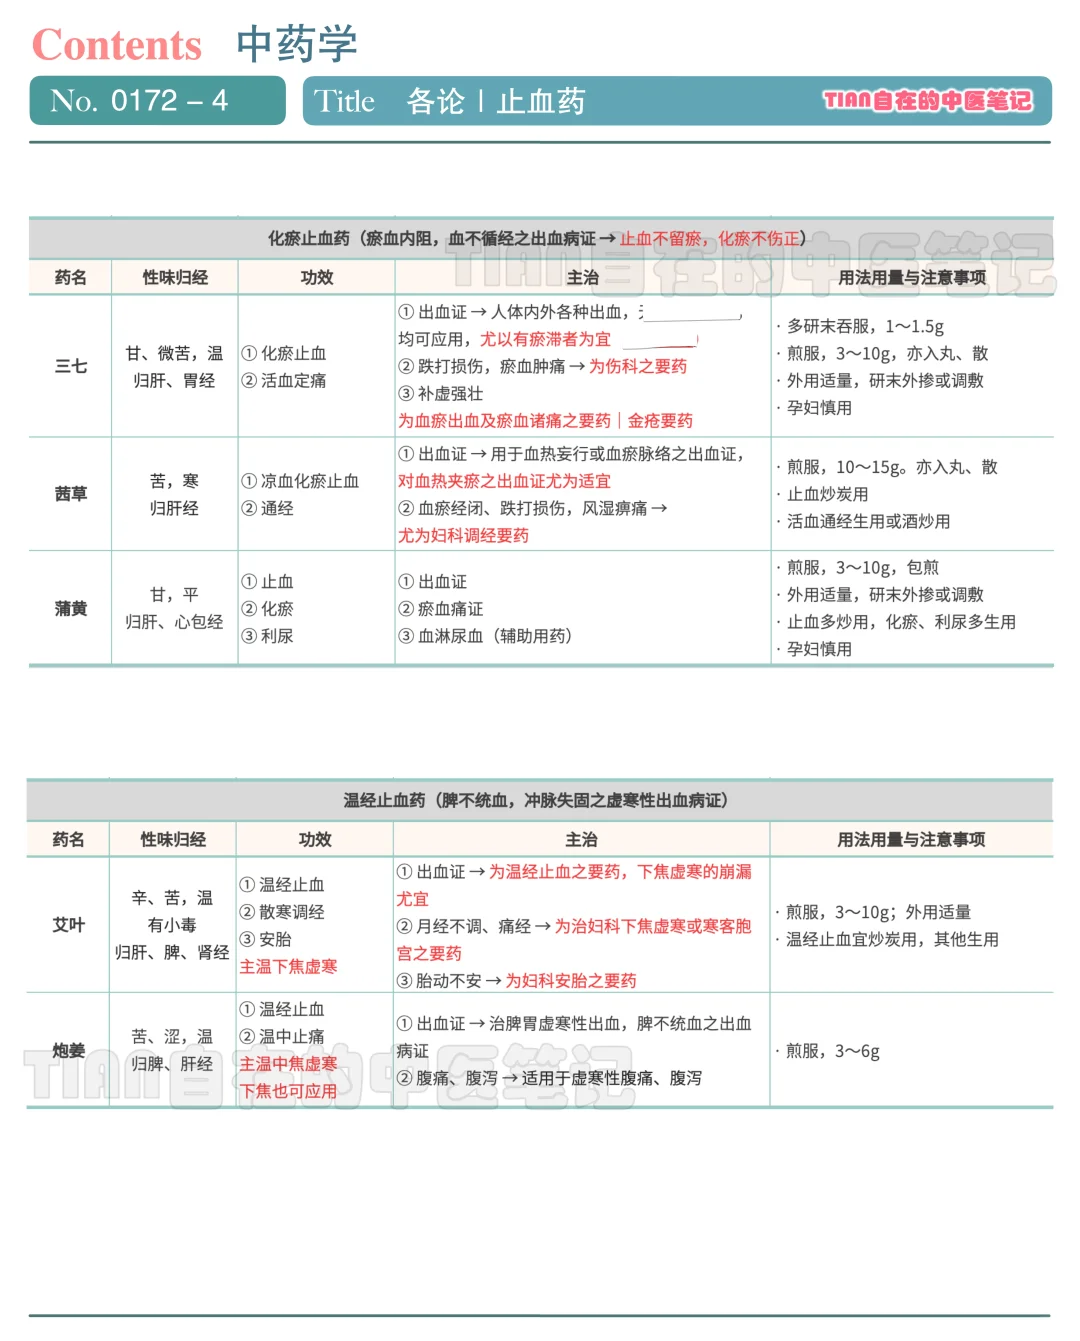 Contents 中药学
No. 0172 – 4
Title 各论 | 止血药
TIAN自在的中医笔记
化瘀止血药（瘀血内阻，血不循经之出血病证 → 止血不留瘀，化瘀不伤正）
药名 性味归经 功效 主治 用法用量与注意事项
三七
甘、微苦，温
归肝、胃经
① 化瘀止血
② 活血定痛
① 出血证 → 人体内外各种出血，
均可应用，尤以有瘀滞者为宜
② 跌打损伤，瘀血肿痛 → 为伤科之要药
③ 补虚强壮
为血瘀出血及瘀血诸痛之要药｜金疮要药
· 多研末吞服，1～1.5g
· 煎服，3～10g，亦入丸、散
· 外用适量，研末外掺或调敷
· 孕妇慎用
茜草
苦，寒
归肝经
① 凉血化瘀止血
② 通经
① 出血证 → 用于血热妄行或血瘀脉络之出血证，
对血热夹瘀之出血证尤为适宜
② 血瘀经闭、跌打损伤，风湿痹痛 →
尤为妇科调经要药
· 煎服，10～15g。亦入丸、散
· 止血炒炭用
· 活血通经生用或酒炒用
蒲黄
甘，平
归肝、心包经
① 止血
② 化瘀
③ 利尿
① 出血证
② 瘀血痛证
③ 血淋尿血（辅助用药）
· 煎服，3～10g，包煎
· 外用适量，研末外掺或调敷
· 止血多炒用，化瘀、利尿多生用
· 孕妇慎用
TIAN自在的中医笔记
温经止血药（脾不统血，冲脉失固之虚寒性出血病证）
药名 性味归经 功效 主治 用法用量与注意事项
艾叶
辛、苦，温
有小毒
归肝、脾、肾经
① 温经止血
② 散寒调经
③ 安胎
主温下焦虚寒
① 出血证 → 为温经止血之要药，下焦虚寒的崩漏
尤宜
② 月经不调、痛经 → 为治妇科下焦虚寒或寒客胞
宫之要药
③ 胎动不安 → 为妇科安胎之要药
· 煎服，3～10g；外用适量
· 温经止血宜炒炭用，其他生用
炮姜
苦、涩，温
归脾、肝经
① 温经止血
② 温中止痛
主温中焦虚寒
下焦也可应用
① 出血证 → 治脾胃虚寒性出血，脾不统血之出血
病证
② 腹痛、腹泻 → 适用于虚寒性腹痛、腹泻
· 煎服，3～6g
TIAN自在的中医笔记